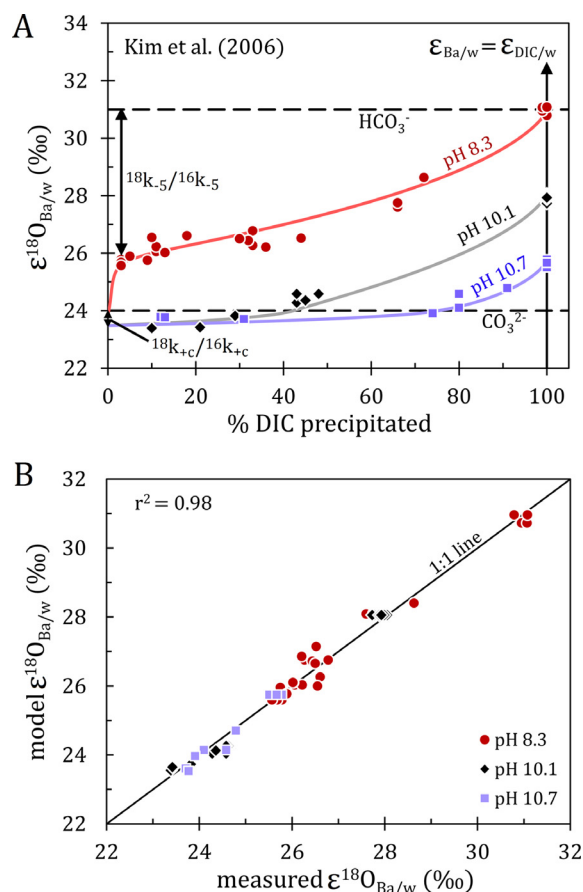 A
Kim et al. (2006)
ε_Ba/w = ε_DIC/w
HCO₃⁻
¹⁸k₋₅/¹⁶k₋₅
pH 8.3
pH 10.1
pH 10.7
CO₃²⁻
¹⁸k₊c/¹⁶k₊c
ε¹⁸O_Ba/w (‰)
34
32
30
28
26
24
22
0 20 40 60 80 100
% DIC precipitated
B
r² = 0.98
1:1 line
model ε¹⁸O_Ba/w (‰)
32
30
28
26
24
22
pH 8.3
pH 10.1
pH 10.7
22 24 26 28 30 32
measured ε¹⁸O_Ba/w (‰)